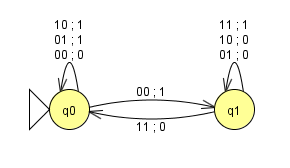 10 ; 1
01 ; 1
00 ; 0
11 ; 1
10 ; 0
01 ; 0
00 ; 1
q0
q1
11 ; 0